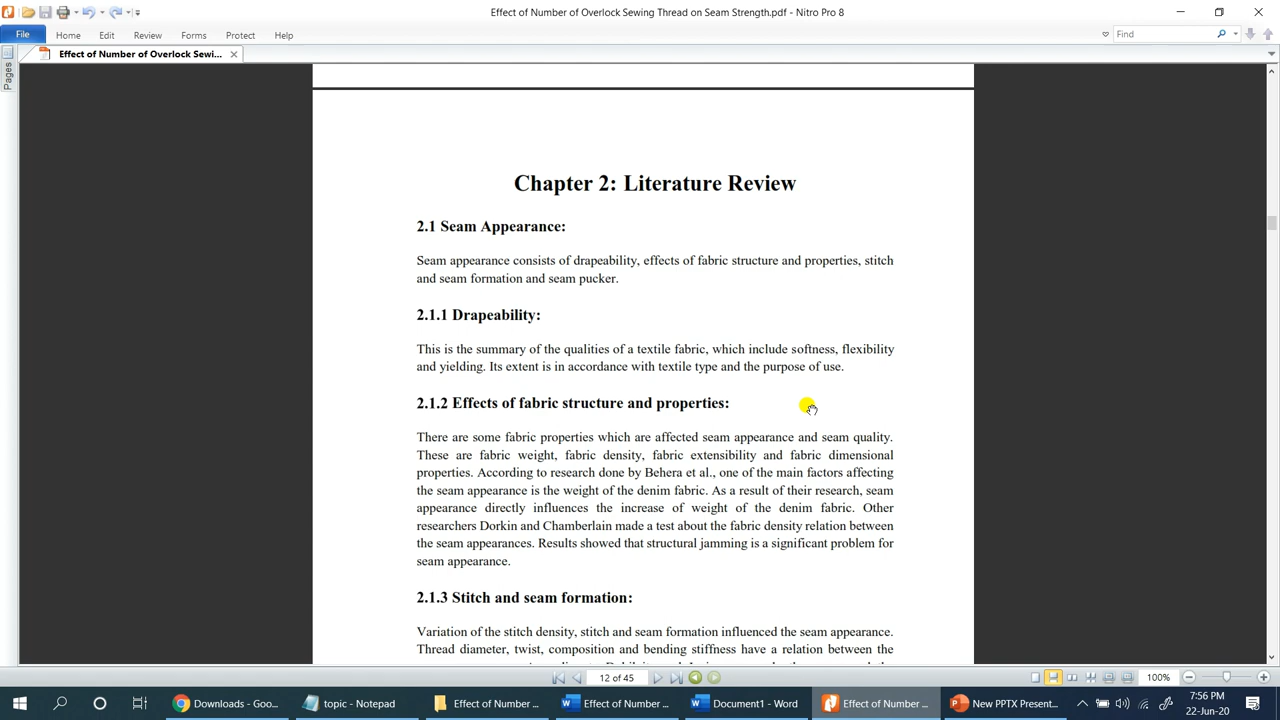 Effect of Number of Overlock Sewing Thread on Seam Strength.pdf - Nitro Pro 8
File Home Edit Review Forms Protect Help Find
Effect of Number of Overlock Sewi...
Pages
Chapter 2: Literature Review
2.1 Seam Appearance:
Seam appearance consists of drapeability, effects of fabric structure and properties, stitch
and seam formation and seam pucker.
2.1.1 Drapeability:
This is the summary of the qualities of a textile fabric, which include softness, flexibility
and yielding. Its extent is in accordance with textile type and the purpose of use.
2.1.2 Effects of fabric structure and properties:
There are some fabric properties which are affected seam appearance and seam quality.
These are fabric weight, fabric density, fabric extensibility and fabric dimensional
properties. According to research done by Behera et al., one of the main factors affecting
the seam appearance is the weight of the denim fabric. As a result of their research, seam
appearance directly influences the increase of weight of the denim fabric. Other
researchers Dorkin and Chamberlain made a test about the fabric density relation between
the seam appearances. Results showed that structural jamming is a significant problem for
seam appearance.
2.1.3 Stitch and seam formation:
Variation of the stitch density, stitch and seam formation influenced the seam appearance.
Thread diameter, twist, composition and bending stiffness have a relation between the
12 of 45 100%
Downloads - Goo... topic - Notepad Effect of Number ... Effect of Number ... Document1 - Word Effect of Number ... New PPTX Present... 7:56 PM
22-Jun-20